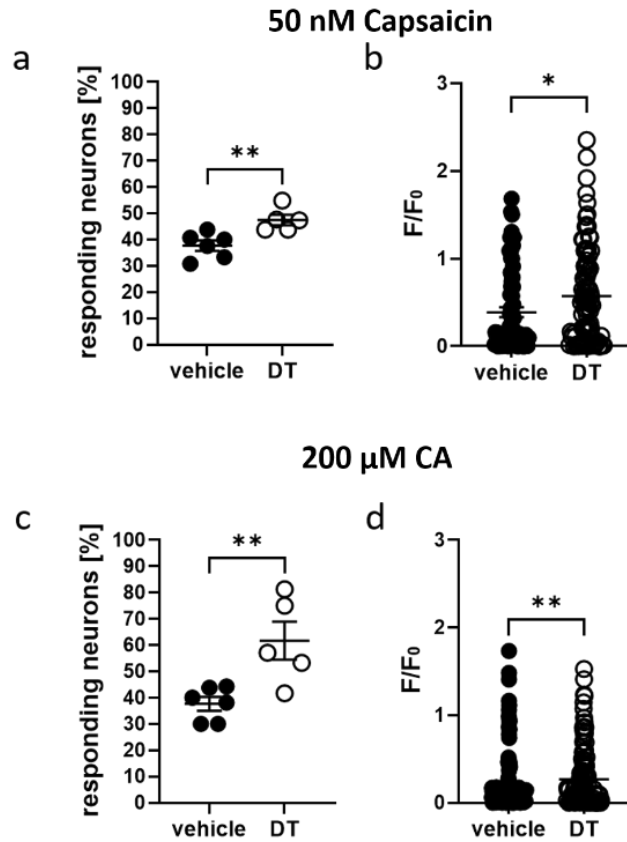 50 nM Capsaicin
a
responding neurons [%]
100
90
80
70
60
50
40
30
20
10
0
**
vehicle DT
b
F/F₀
3
2
1
0
*
vehicle DT
200 µM CA
c
responding neurons [%]
100
90
80
70
60
50
40
30
20
10
0
**
vehicle DT
d
F/F₀
3
2
1
0
**
vehicle DT